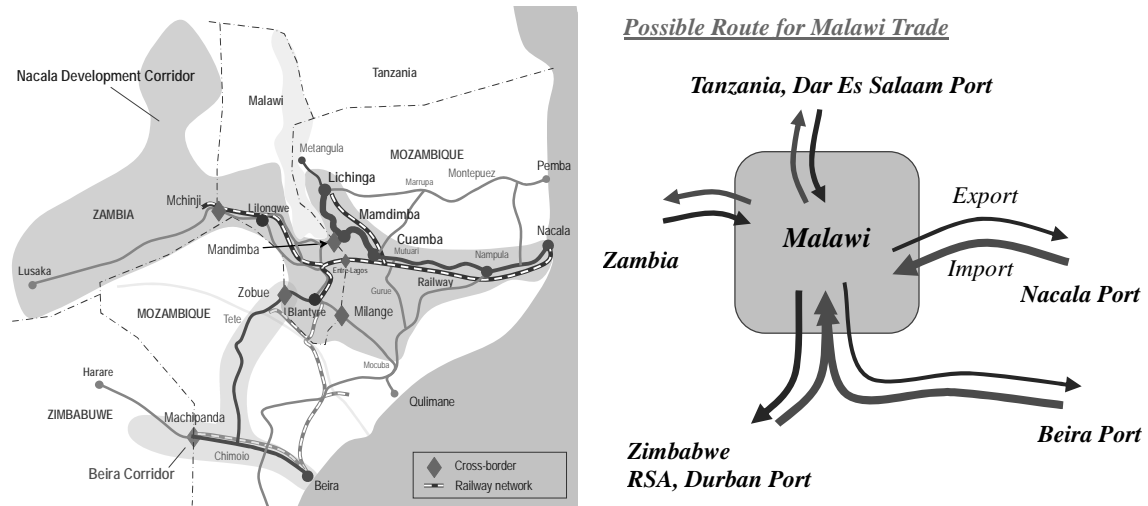 Nacala Development Corridor
Tanzania
Malawi
Metangula
MOZAMBIQUE
Pemba
Lichinga
Marrupa
Montepuez
Mchinji
Lilongwe
Mamdimba
ZAMBIA
Mandimba
Cuamba
Nacala
Mutuari
Nampula
Lusaka
Entre-Lagos
Railway
Zobue
Gurue
MOZAMBIQUE
Blantyre
Milange
Tete
Mocuba
Harare
Qulimane
ZIMBABUWE
Machipanda
Chimoio
Beira Corridor
Beira
Cross-border
Railway network
Possible Route for Malawi Trade
Tanzania, Dar Es Salaam Port
Export
Malawi
Zambia
Import
Nacala Port
Beira Port
Zimbabwe
RSA, Durban Port